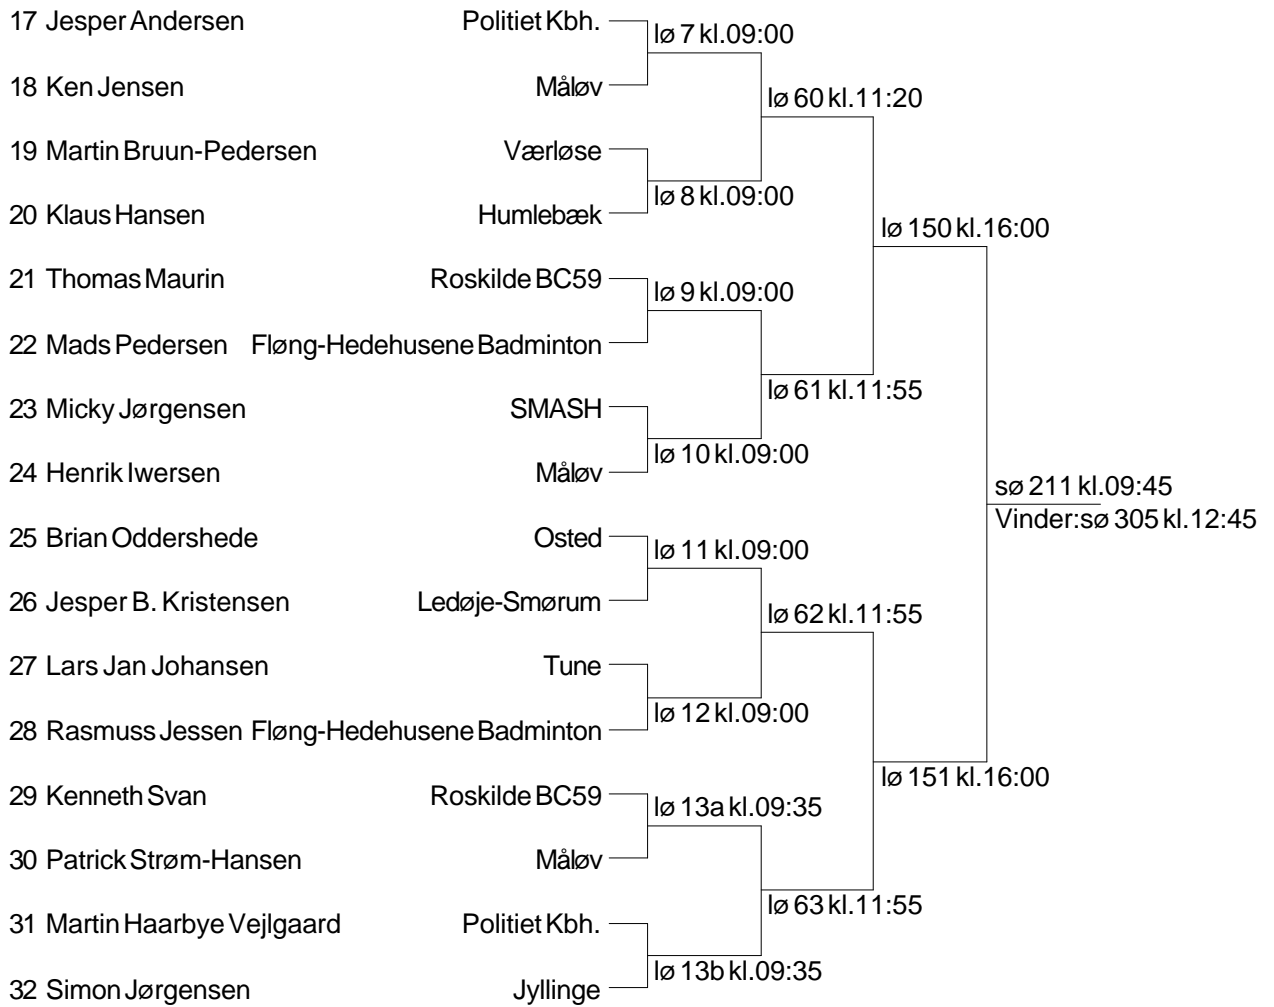 17 Jesper Andersen Politiet Kbh.
lø 7 kl.09:00
18 Ken Jensen Måløv
lø 60 kl.11:20
19 Martin Bruun-Pedersen Værløse
lø 8 kl.09:00
20 Klaus Hansen Humlebæk
lø 150 kl.16:00
21 Thomas Maurin Roskilde BC59
lø 9 kl.09:00
22 Mads Pedersen Fløng-Hedehusene Badminton
lø 61 kl.11:55
23 Micky Jørgensen SMASH
lø 10 kl.09:00
24 Henrik Iwersen Måløv
sø 211 kl.09:45
Vinder:sø 305 kl.12:45
25 Brian Oddershede Osted
lø 11 kl.09:00
26 Jesper B. Kristensen Ledøje-Smørum
lø 62 kl.11:55
27 Lars Jan Johansen Tune
lø 12 kl.09:00
28 Rasmuss Jessen Fløng-Hedehusene Badminton
lø 151 kl.16:00
29 Kenneth Svan Roskilde BC59
lø 13a kl.09:35
30 Patrick Strøm-Hansen Måløv
lø 63 kl.11:55
31 Martin Haarbye Vejlgaard Politiet Kbh.
lø 13b kl.09:35
32 Simon Jørgensen Jyllinge